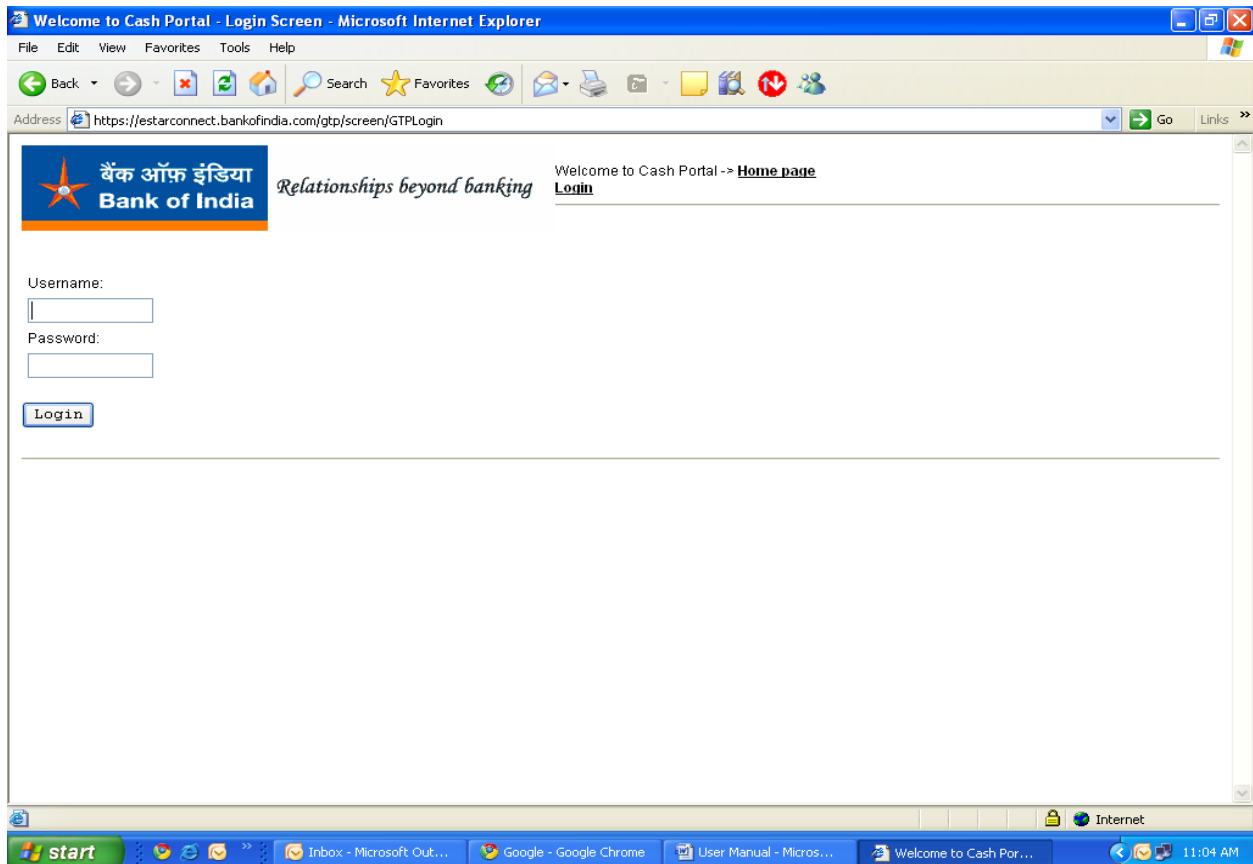 Welcome to Cash Portal - Login Screen - Microsoft Internet Explorer
File Edit View Favorites Tools Help
Back Search Favorites
Address https://estarconnect.bankofindia.com/gtp/screen/GTPLogin Go Links »
बैंक ऑफ़ इंडिया
Bank of India
Relationships beyond banking
Welcome to Cash Portal -> Home page
Login
Username:
Password:
Login
Internet
start » Inbox - Microsoft Out... Google - Google Chrome User Manual - Micros... Welcome to Cash Por... 11:04 AM